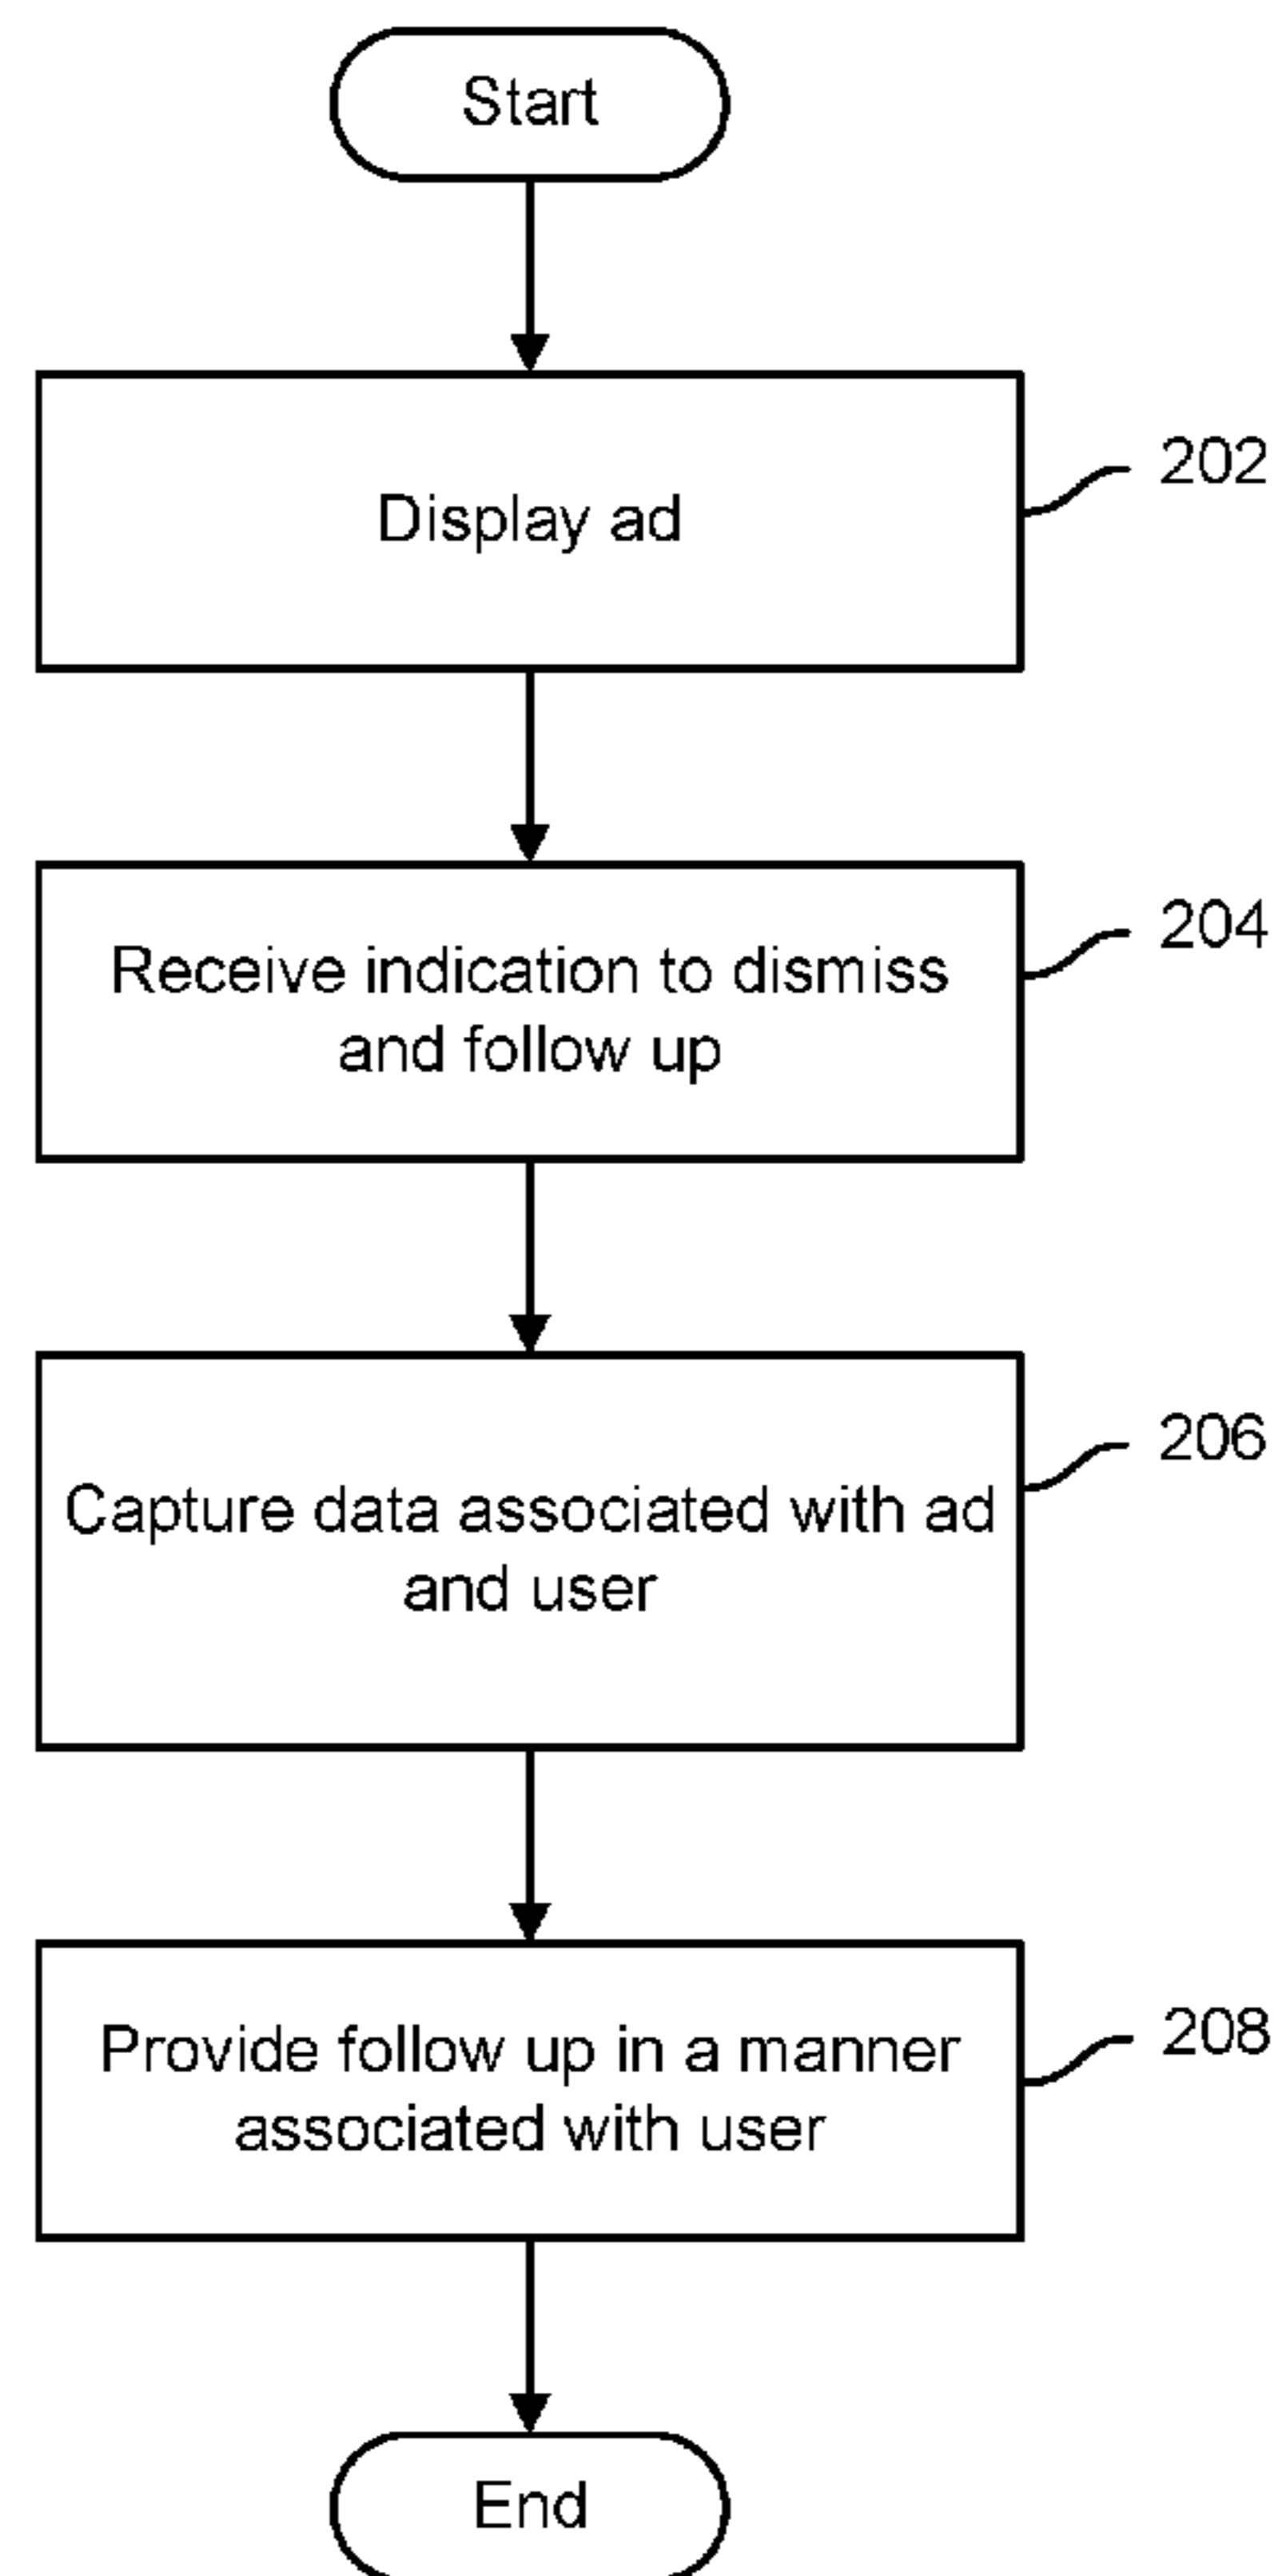 Start
Display ad
202
Receive indication to dismiss
and follow up
204
Capture data associated with ad
and user
206
Provide follow up in a manner
associated with user
208
End